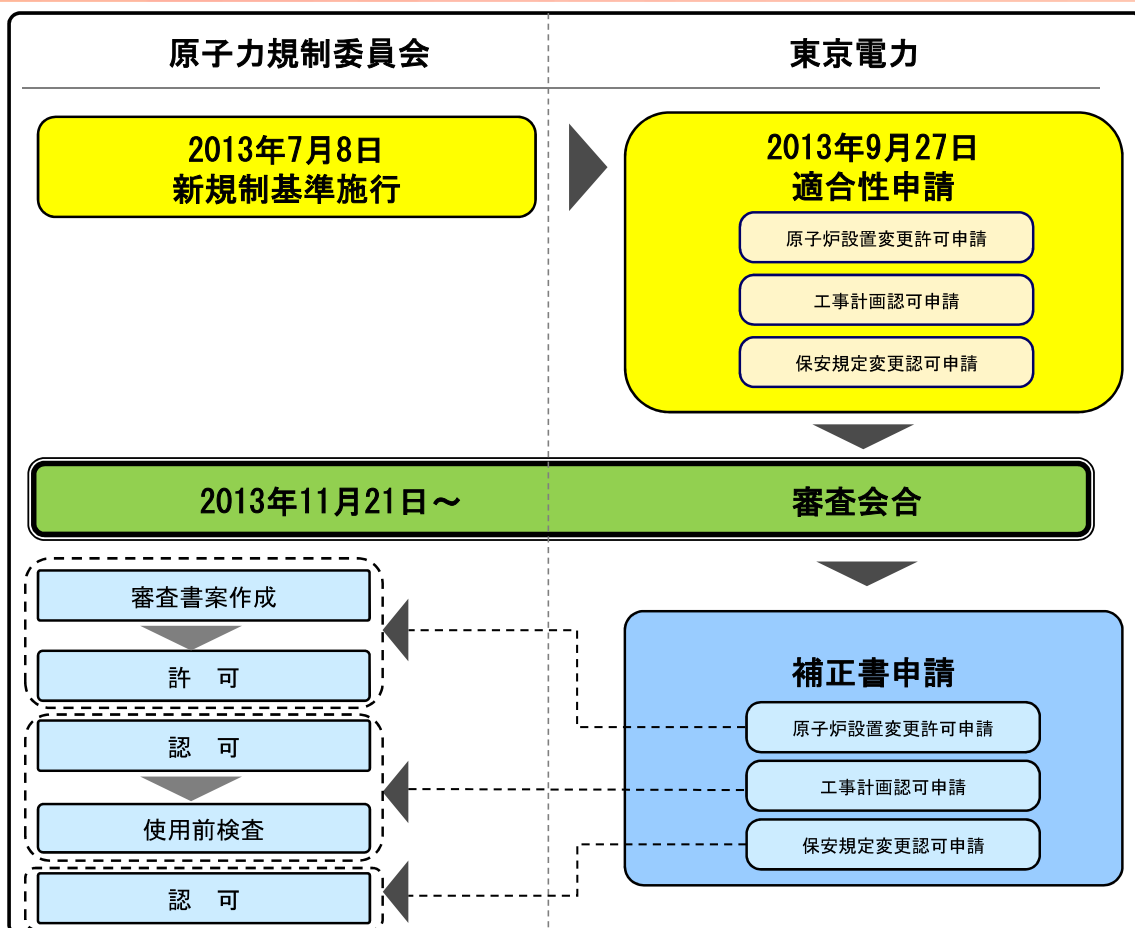 原子力規制委員会
東京電力
2013年7月8日
新規制基準施行
2013年9月27日
適合性申請
原子炉設置変更許可申請
工事計画認可申請
保安規定変更認可申請
2013年11月21日～
審査会合
審査書案作成
許　可
認　可
使用前検査
認　可
補正書申請
原子炉設置変更許可申請
工事計画認可申請
保安規定変更認可申請